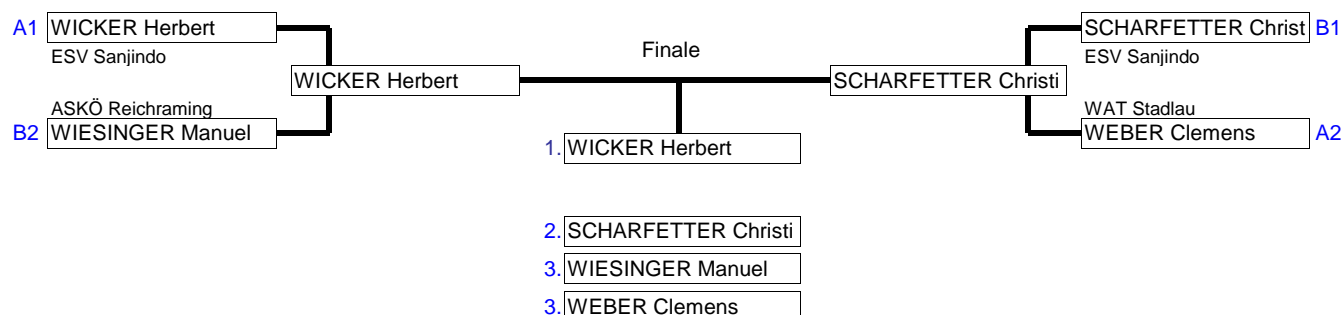 A1 WICKER Herbert
ESV Sanjindo
ASKÖ Reichraming
B2 WIESINGER Manuel
WICKER Herbert
Finale
SCHARFETTER Christi
SCHARFETTER Christ B1
ESV Sanjindo
WAT Stadlau
WEBER Clemens A2
1. WICKER Herbert
2. SCHARFETTER Christi
3. WIESINGER Manuel
3. WEBER Clemens